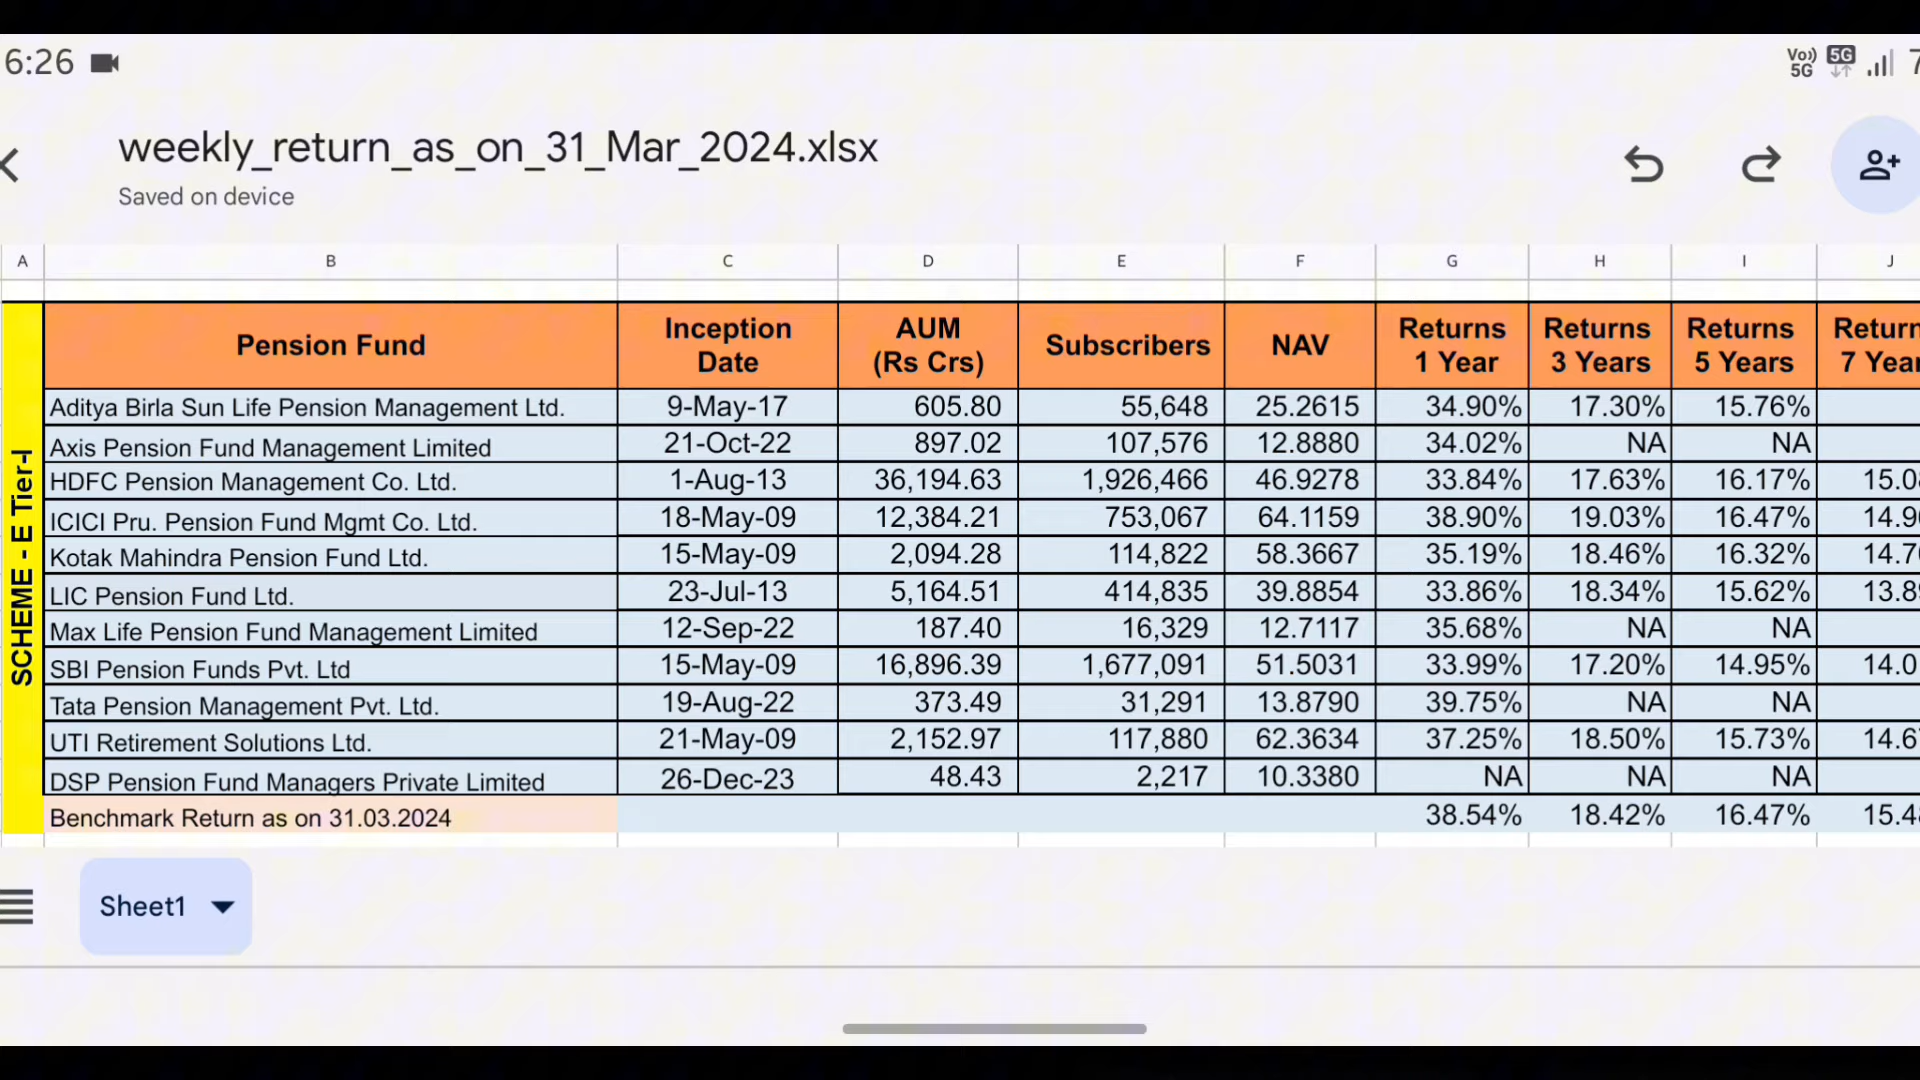 6:26
Vo)) 5G 5G
weekly_return_as_on_31_Mar_2024.xlsx
Saved on device
A B C D E F G H I J
SCHEME - E Tier-I
Pension Fund Inception Date AUM (Rs Crs) Subscribers NAV Returns 1 Year Returns 3 Years Returns 5 Years
Aditya Birla Sun Life Pension Management Ltd. 9-May-17 605.80 55,648 25.2615 34.90% 17.30% 15.76%
Axis Pension Fund Management Limited 21-Oct-22 897.02 107,576 12.8880 34.02% NA NA
HDFC Pension Management Co. Ltd. 1-Aug-13 36,194.63 1,926,466 46.9278 33.84% 17.63% 16.17%
ICICI Pru. Pension Fund Mgmt Co. Ltd. 18-May-09 12,384.21 753,067 64.1159 38.90% 19.03% 16.47%
Kotak Mahindra Pension Fund Ltd. 15-May-09 2,094.28 114,822 58.3667 35.19% 18.46% 16.32%
LIC Pension Fund Ltd. 23-Jul-13 5,164.51 414,835 39.8854 33.86% 18.34% 15.62%
Max Life Pension Fund Management Limited 12-Sep-22 187.40 16,329 12.7117 35.68% NA NA
SBI Pension Funds Pvt. Ltd 15-May-09 16,896.39 1,677,091 51.5031 33.99% 17.20% 14.95%
Tata Pension Management Pvt. Ltd. 19-Aug-22 373.49 31,291 13.8790 39.75% NA NA
UTI Retirement Solutions Ltd. 21-May-09 2,152.97 117,880 62.3634 37.25% 18.50% 15.73%
DSP Pension Fund Managers Private Limited 26-Dec-23 48.43 2,217 10.3380 NA NA NA
Benchmark Return as on 31.03.2024 38.54% 18.42% 16.47%
Sheet1